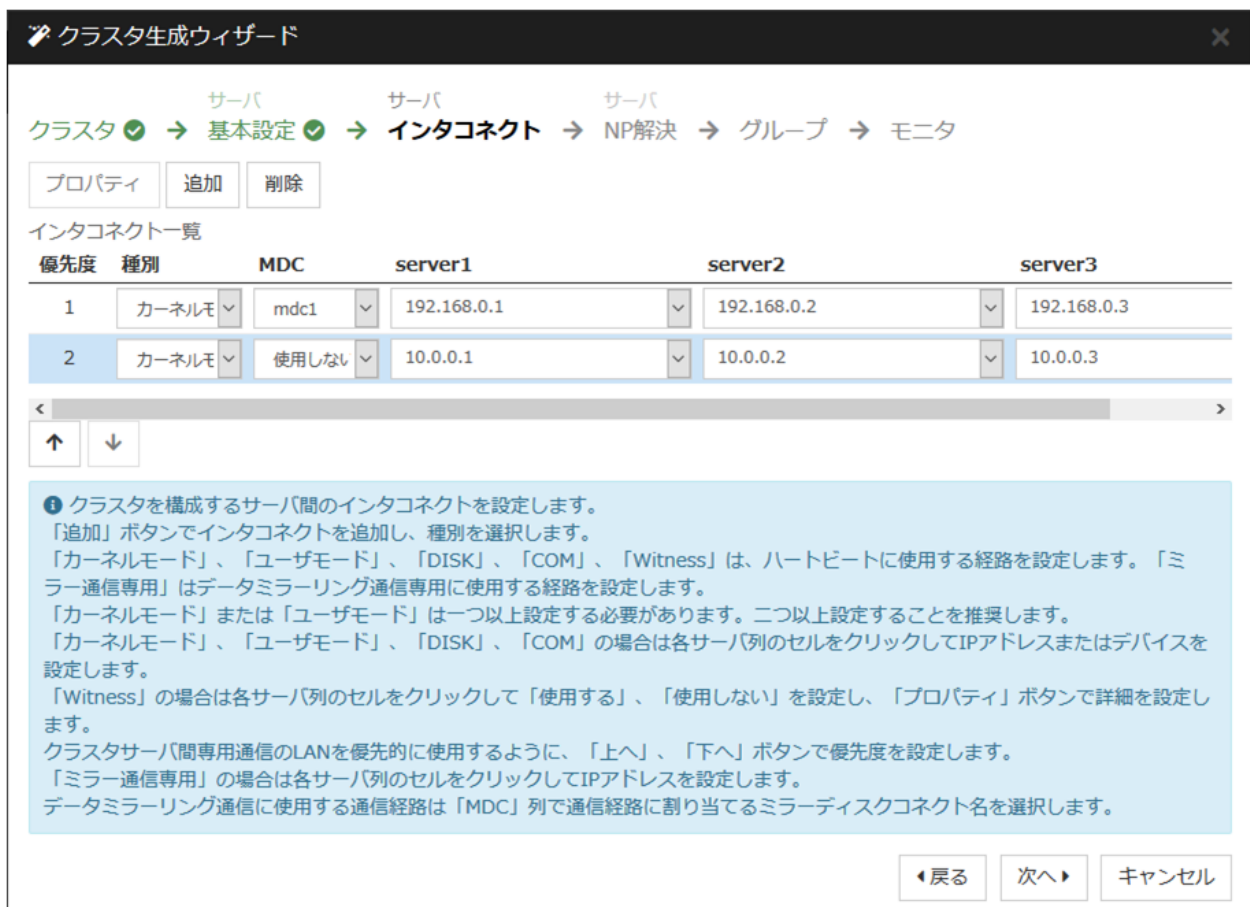 クラスタ生成ウィザード
サーバ サーバ サーバ
クラスタ → 基本設定 → インタコネクト → NP解決 → グループ → モニタ
プロパティ 追加 削除
インタコネクト一覧
優先度 種別 MDC server1 server2 server3
1 カーネルモ mdc1 192.168.0.1 192.168.0.2 192.168.0.3
2 カーネルモ 使用しない 10.0.0.1 10.0.0.2 10.0.0.3
クラスタを構成するサーバ間のインタコネクトを設定します。
「追加」ボタンでインタコネクトを追加し、種別を選択します。
「カーネルモード」、「ユーザモード」、「DISK」、「COM」、「Witness」は、ハートビートに使用する経路を設定します。「ミ
ラー通信専用」はデータミラーリング通信専用に使用する経路を設定します。
「カーネルモード」または「ユーザモード」は一つ以上設定する必要があります。二つ以上設定することを推奨します。
「カーネルモード」、「ユーザモード」、「DISK」、「COM」の場合は各サーバ列のセルをクリックしてIPアドレスまたはデバイスを
設定します。
「Witness」の場合は各サーバ列のセルをクリックして「使用する」、「使用しない」を設定し、「プロパティ」ボタンで詳細を設定し
ます。
クラスタサーバ間専用通信のLANを優先的に使用するように、「上へ」、「下へ」ボタンで優先度を設定します。
「ミラー通信専用」の場合は各サーバ列のセルをクリックしてIPアドレスを設定します。
データミラーリング通信に使用する通信経路は「MDC」列で通信経路に割り当てるミラーディスクコネクト名を選択します。
戻る 次へ キャンセル